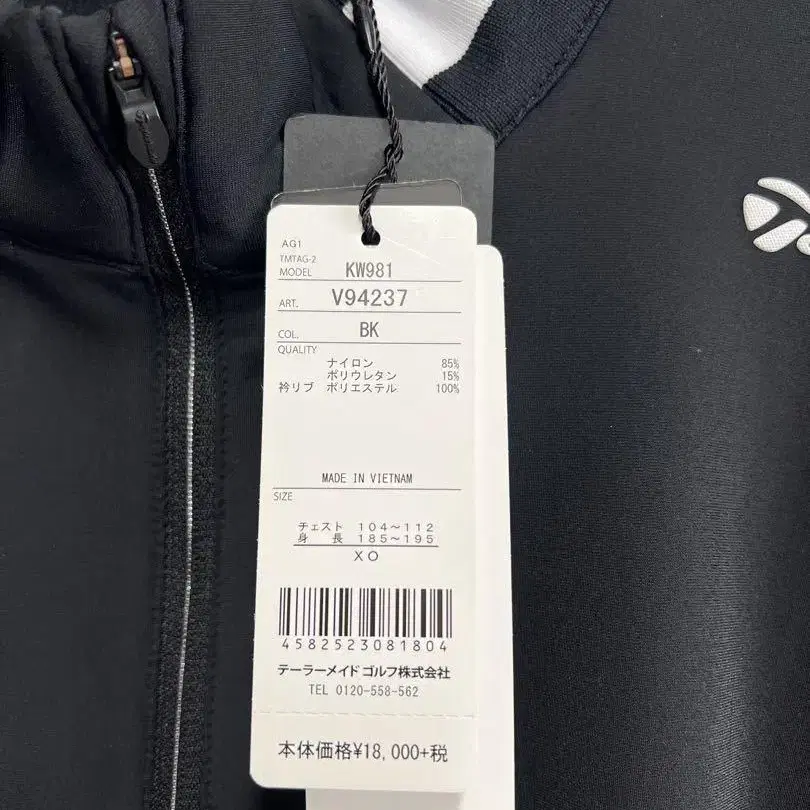 AG1
TMTAG-2
MODEL KW981
ART. V94237
COL. BK
QUALITY
ナイロン 85%
ポリウレタン 15%
衿リブ ポリエステル 100%
MADE IN VIETNAM
SIZE
チェスト 104～112
身 長 185～195
XO
4582523081804
テーラーメイド ゴルフ株式会社
TEL 0120-558-562
本体価格¥18,000+税